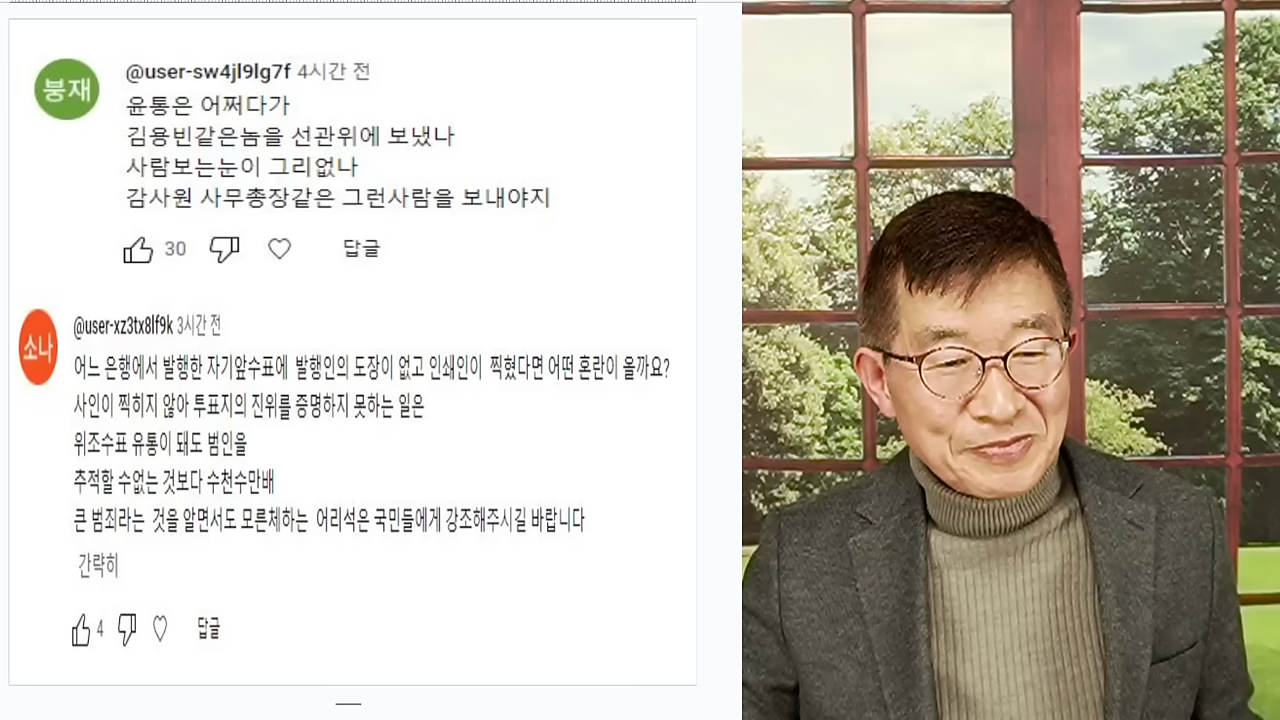 붕재
@user-sw4jl9lg7f 4시간 전
윤통은 어쩌다가
김용빈같은놈을 선관위에 보냈나
사람보는눈이 그리없나
감사원 사무총장같은 그런사람을 보내야지
30
답글
소나
@user-xz3tx8lf9k 3시간 전
어느 은행에서 발행한 자기앞수표에 발행인의 도장이 없고 인쇄인이 찍혔다면 어떤 혼란이 올까요?
사인이 찍히지 않아 투표지의 진위를 증명하지 못하는 일은
위조수표 유통이 돼도 범인을
추적할 수없는 것보다 수천수만배
큰 범죄라는 것을 알면서도 모른체하는 어리석은 국민들에게 강조해주시길 바랍니다
간략히
4
답글